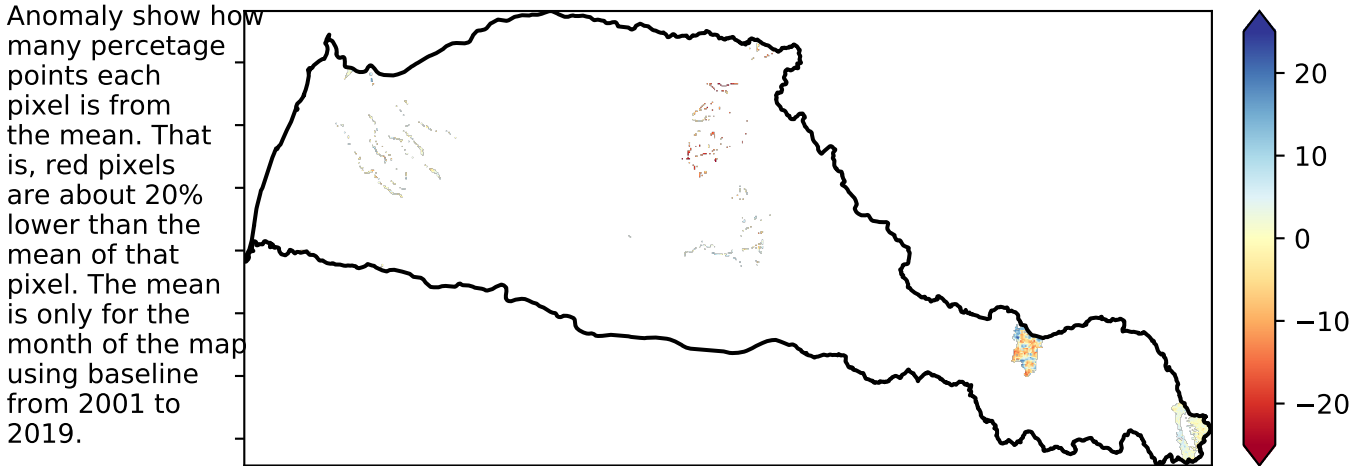 Anomaly show how
many percetage
points each
pixel is from
the mean. That
is, red pixels
are about 20%
lower than the
mean of that
pixel. The mean
is only for the
month of the map
using baseline
from 2001 to
2019.
20
10
0
−10
−20